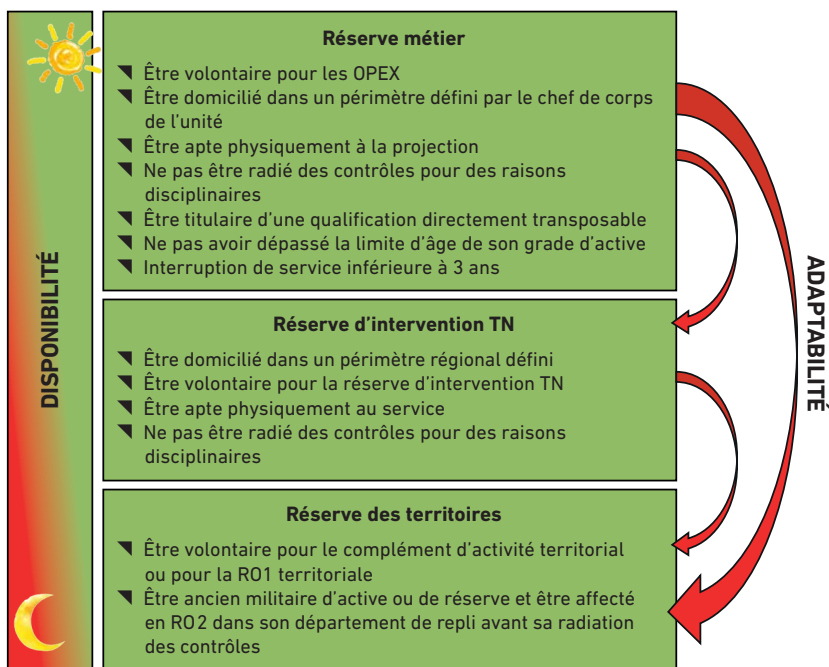 DISPONIBILITÉ
Réserve métier
Être volontaire pour les OPEX
Être domicilié dans un périmètre défini par le chef de corps
de l’unité
Être apte physiquement à la projection
Ne pas être radié des contrôles pour des raisons
disciplinaires
Être titulaire d’une qualification directement transposable
Ne pas avoir dépassé la limite d’âge de son grade d’active
Interruption de service inférieure à 3 ans
Réserve d’intervention TN
Être domicilié dans un périmètre régional défini
Être volontaire pour la réserve d’intervention TN
Être apte physiquement au service
Ne pas être radié des contrôles pour des raisons
disciplinaires
Réserve des territoires
Être volontaire pour le complément d’activité territorial
ou pour la RO1 territoriale
Être ancien militaire d’active ou de réserve et être affecté
en RO2 dans son département de repli avant sa radiation
des contrôles
ADAPTABILITÉ